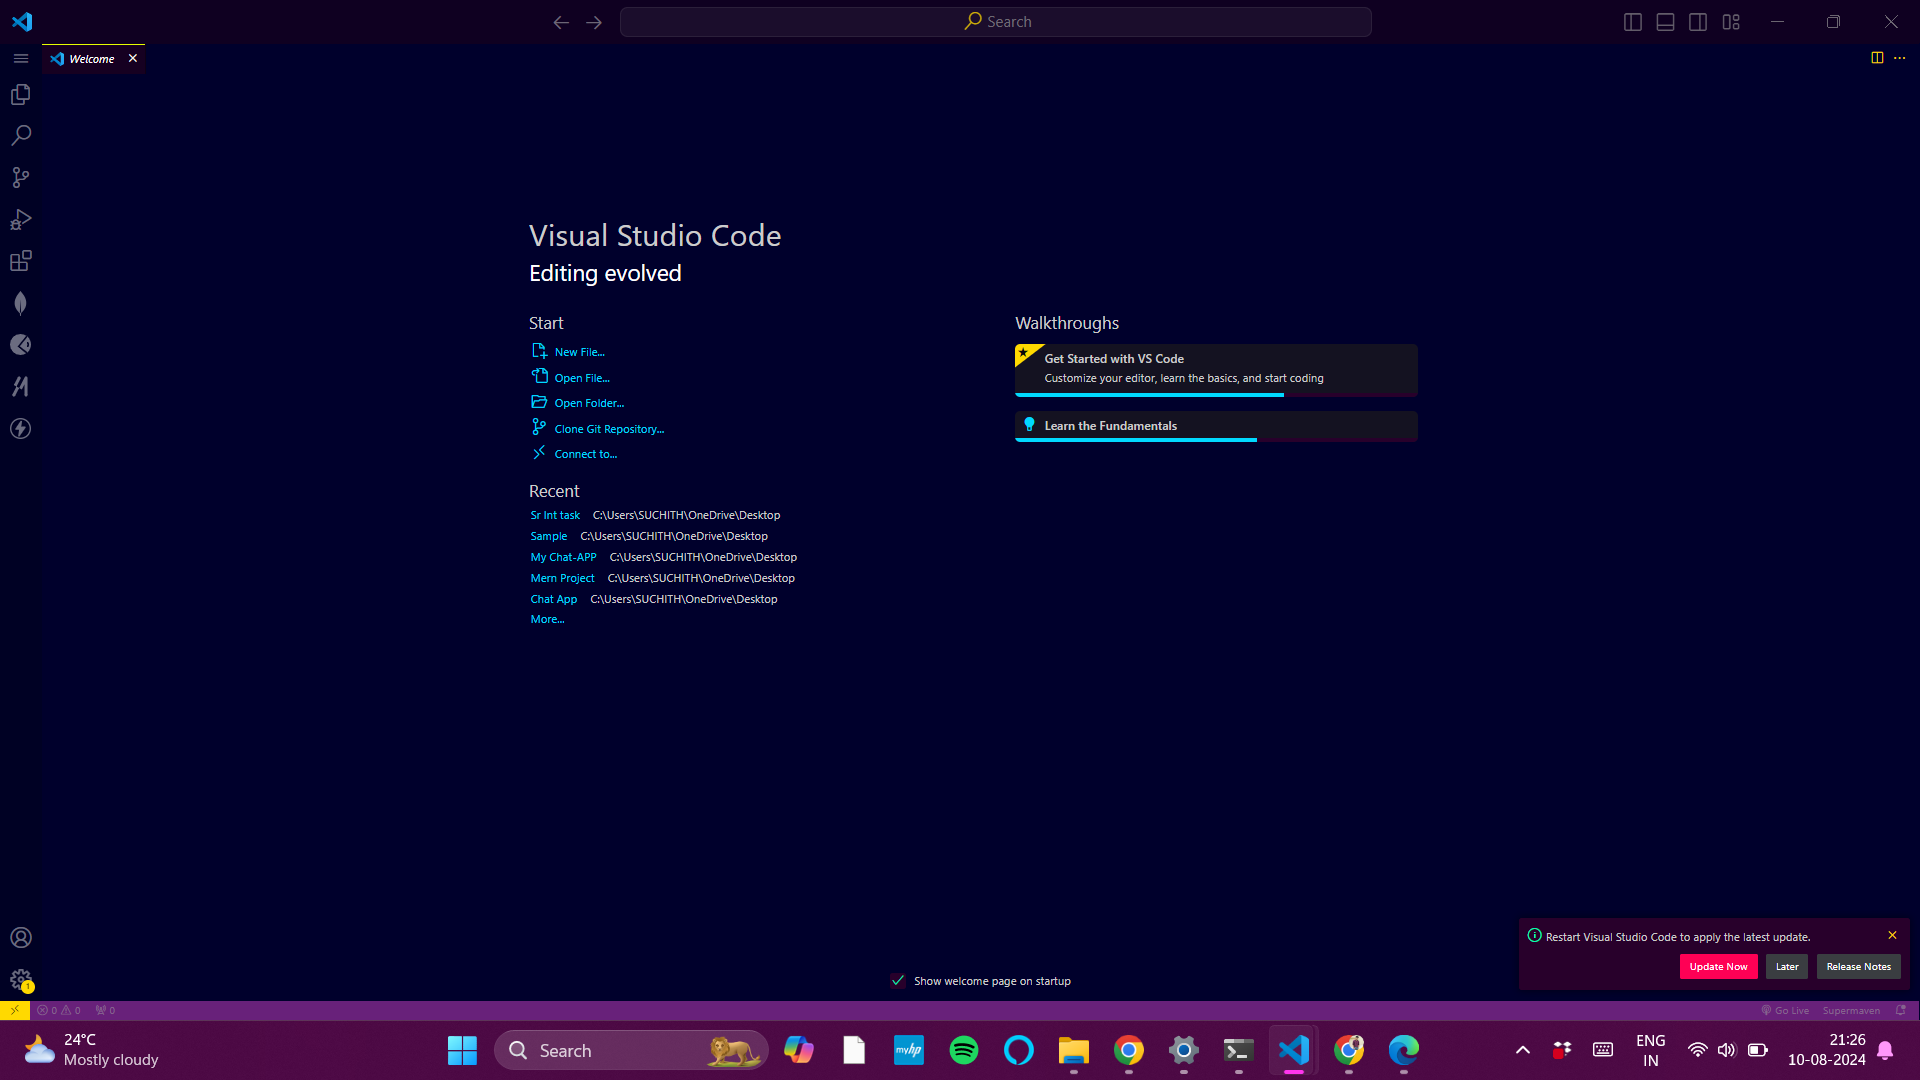 Search
Welcome
Visual Studio Code
Editing evolved
Start
New File...
Open File...
Open Folder...
Clone Git Repository...
Connect to...
Recent
Sr Int task C:\Users\SUCHITH\OneDrive\Desktop
Sample C:\Users\SUCHITH\OneDrive\Desktop
My Chat-APP C:\Users\SUCHITH\OneDrive\Desktop
Mern Project C:\Users\SUCHITH\OneDrive\Desktop
Chat App C:\Users\SUCHITH\OneDrive\Desktop
More...
Walkthroughs
Get Started with VS Code
Customize your editor, learn the basics, and start coding
Learn the Fundamentals
Show welcome page on startup
Restart Visual Studio Code to apply the latest update.
Update Now Later Release Notes
1
0 0 0
Go Live Supermaven
24°C
Mostly cloudy
Search
myhp
ENG
IN
21:26
10-08-2024